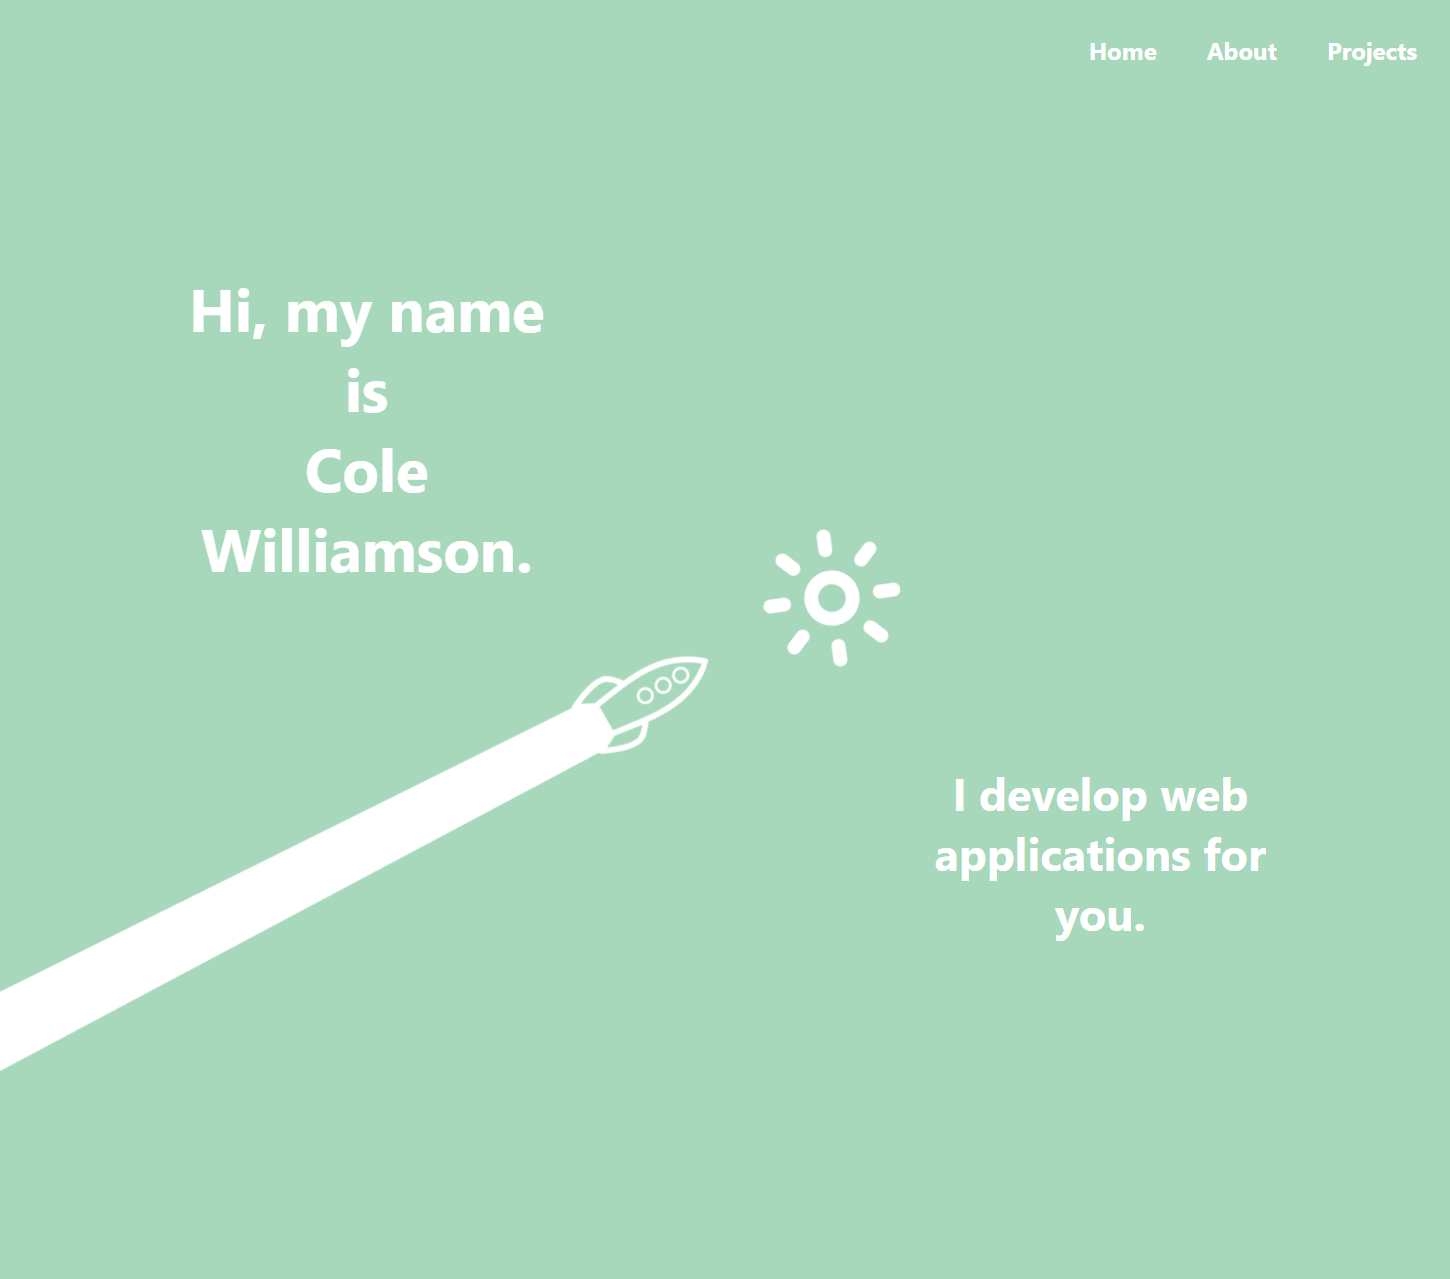 Home About Projects
Hi, my name
is
Cole
Williamson.
I develop web
applications for
you.